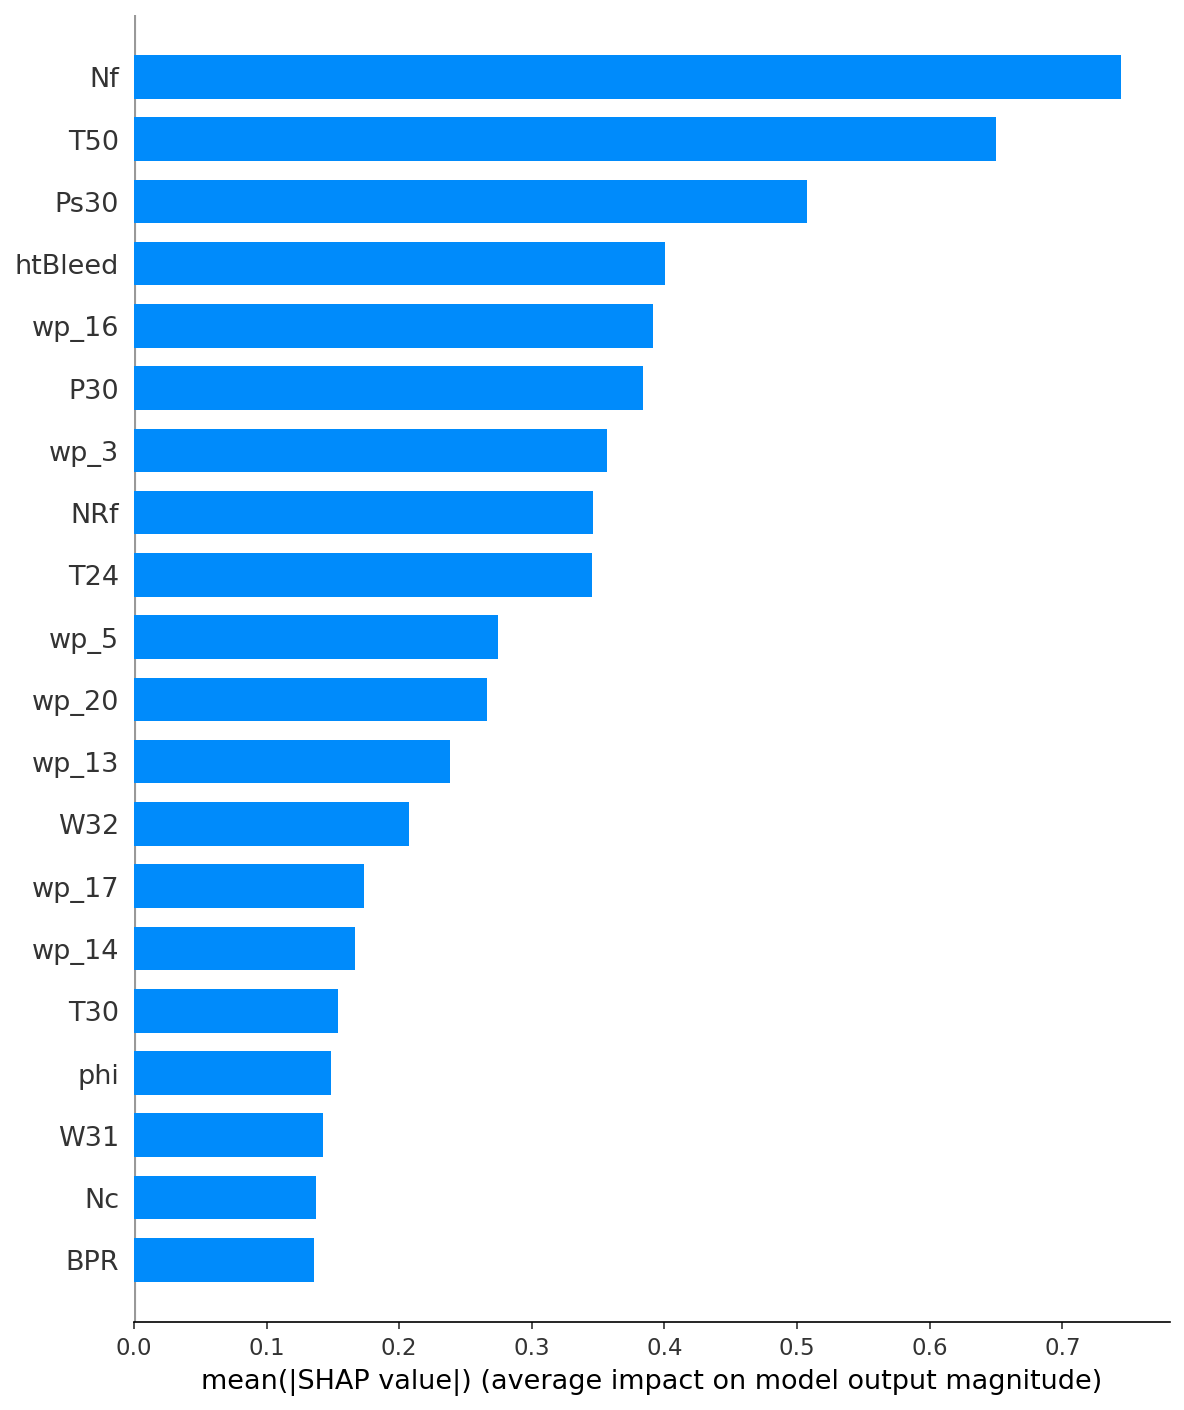 Nf
T50
Ps30
htBleed
wp_16
P30
wp_3
NRf
T24
wp_5
wp_20
wp_13
W32
wp_17
wp_14
T30
phi
W31
Nc
BPR
0.0 0.1 0.2 0.3 0.4 0.5 0.6 0.7
mean(|SHAP value|) (average impact on model output magnitude)